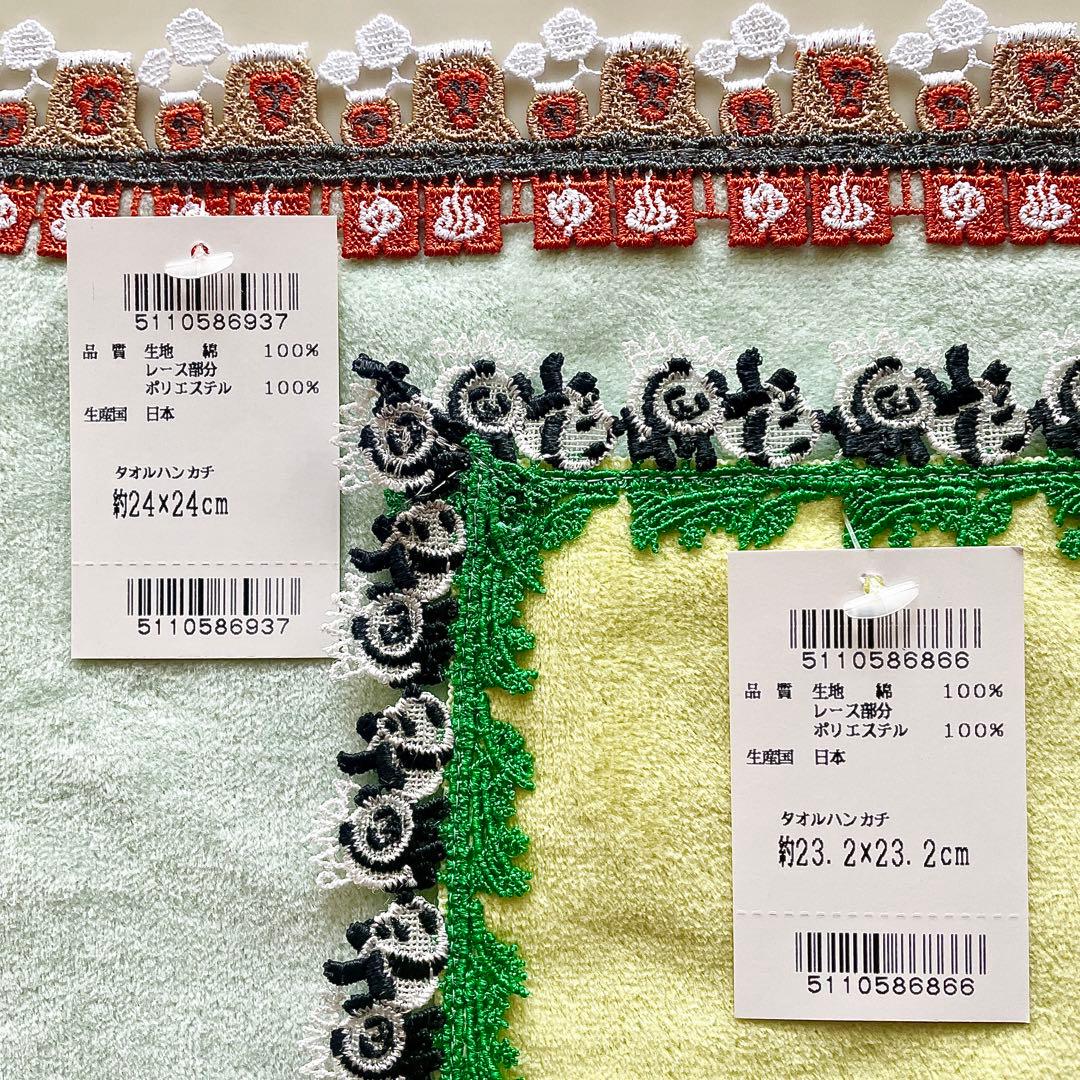 ゆ ♨ ゆ ♨ ゆ ♨ ゆ ♨
5110586937
品質 生地 綿 100%
レース部分
ポリエステル 100%
生産国 日本
タオルハンカチ
約24×24cm
5110586937
5110586866
品質 生地 綿 100%
レース部分
ポリエステル 100%
生産国 日本
タオルハンカチ
約23.2×23.2cm
5110586866